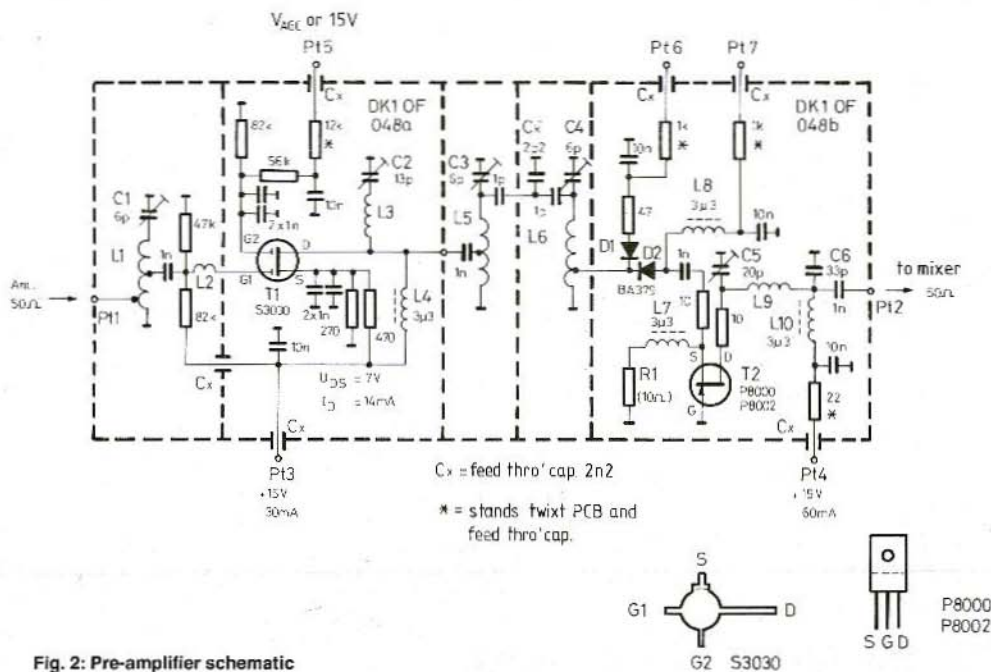 V_AGC or 15V
Pt5
Pt6
Pt7
Cx
Cx
Cx
DK1 OF
048a
DK1 OF
048b
82k
12k
*
56k
10n
2x1n
C1
6p
L1
47k
1n
L2
82k
Ant.
50Ω
Pt1
G2
G1
D
S
T1
S3030
C2
13p
L3
2x1n
270
470
L4
3µ3
10n
U_DS = 7V
I_D = 14mA
Cx
Cx
Pt3
+15V
30mA
1n
C3
6p
1p
L5
2p2
1p
C4
6p
L6
10n
1k
*
1k
*
47
D1
D2
BA379
L8
3µ3
10n
1n
C5
20p
10
L7
3µ3
R1
(10Ω)
S
D
G
T2
P8000
P8002
L9
L10
3µ3
C6
33p
1n
10n
22
*
Cx
Pt4
+15V
60mA
to mixer
50Ω
Pt2
Cx = feed thro' cap. 2n2
* = stands twixt PCB and
feed thro' cap.
S
G1
D
G2
S3030
S G D
P8000
P8002
Fig. 2: Pre-amplifier schematic